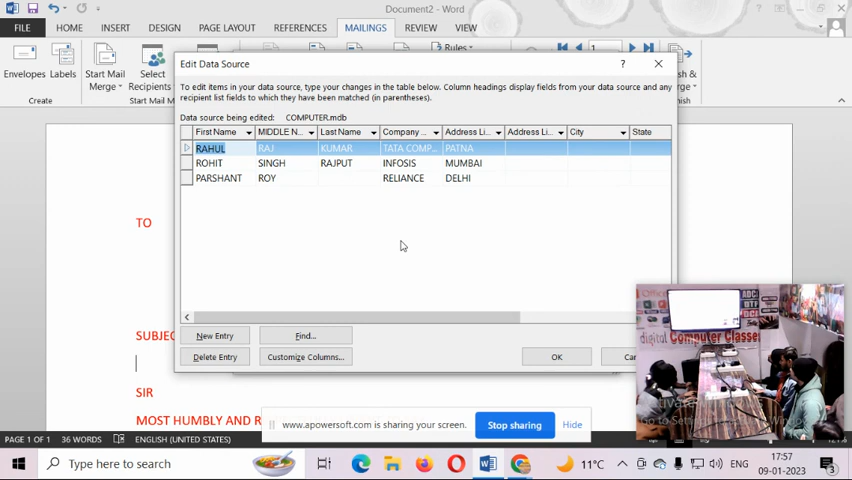 Document2 - Word
FILE HOME INSERT DESIGN PAGE LAYOUT REFERENCES MAILINGS REVIEW VIEW
Envelopes Labels Start Mail Merge Select Recipients Rules 1
Create Start Mail M
Edit Data Source
To edit items in your data source, type your changes in the table below. Column headings display fields from your data source and any
recipient list fields to which they have been matched (in parentheses).
Data source being edited: COMPUTER.mdb
First Name MIDDLE N... Last Name Company ... Address Li... Address Li... City State
RAHUL RAJ KUMAR TATA COMP... PATNA
ROHIT SINGH RAJPUT INFOSIS MUMBAI
PARSHANT ROY RELIANCE DELHI
New Entry Find...
Delete Entry Customize Columns... OK Can
TO
SUBJEC
SIR
MOST HUMBLY AND R
digital Computer Classes
www.apowersoft.com is sharing your screen. Stop sharing Hide
PAGE 1 OF 1 36 WORDS ENGLISH (UNITED STATES)
Type here to search 11°C ENG 17:57
09-01-2023